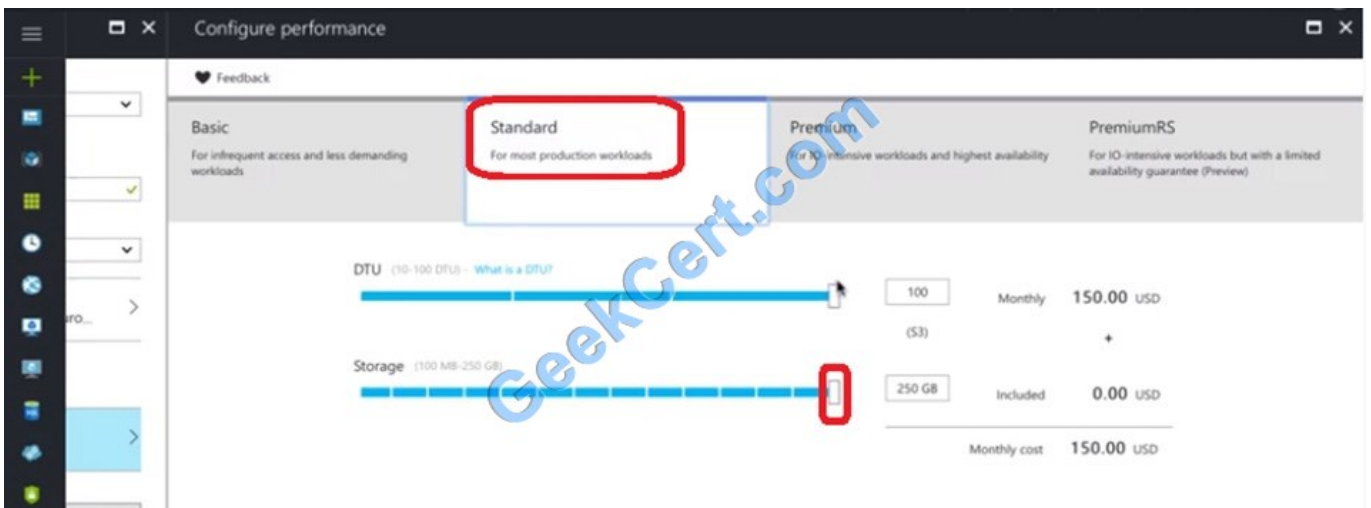 Configure performance
Feedback
Basic
For infrequent access and less demanding
workloads
Standard
For most production workloads
Premium
For IO-intensive workloads and highest availability
PremiumRS
For IO-intensive workloads but with a limited
availability guarantee (Preview)
GeekCert.com
DTU (10-100 DTU) - What is a DTU?
100
Monthly 150.00 USD
(S3)
+
ro...
Storage (100 MB-250 GB)
250 GB
Included 0.00 USD
Monthly cost 150.00 USD